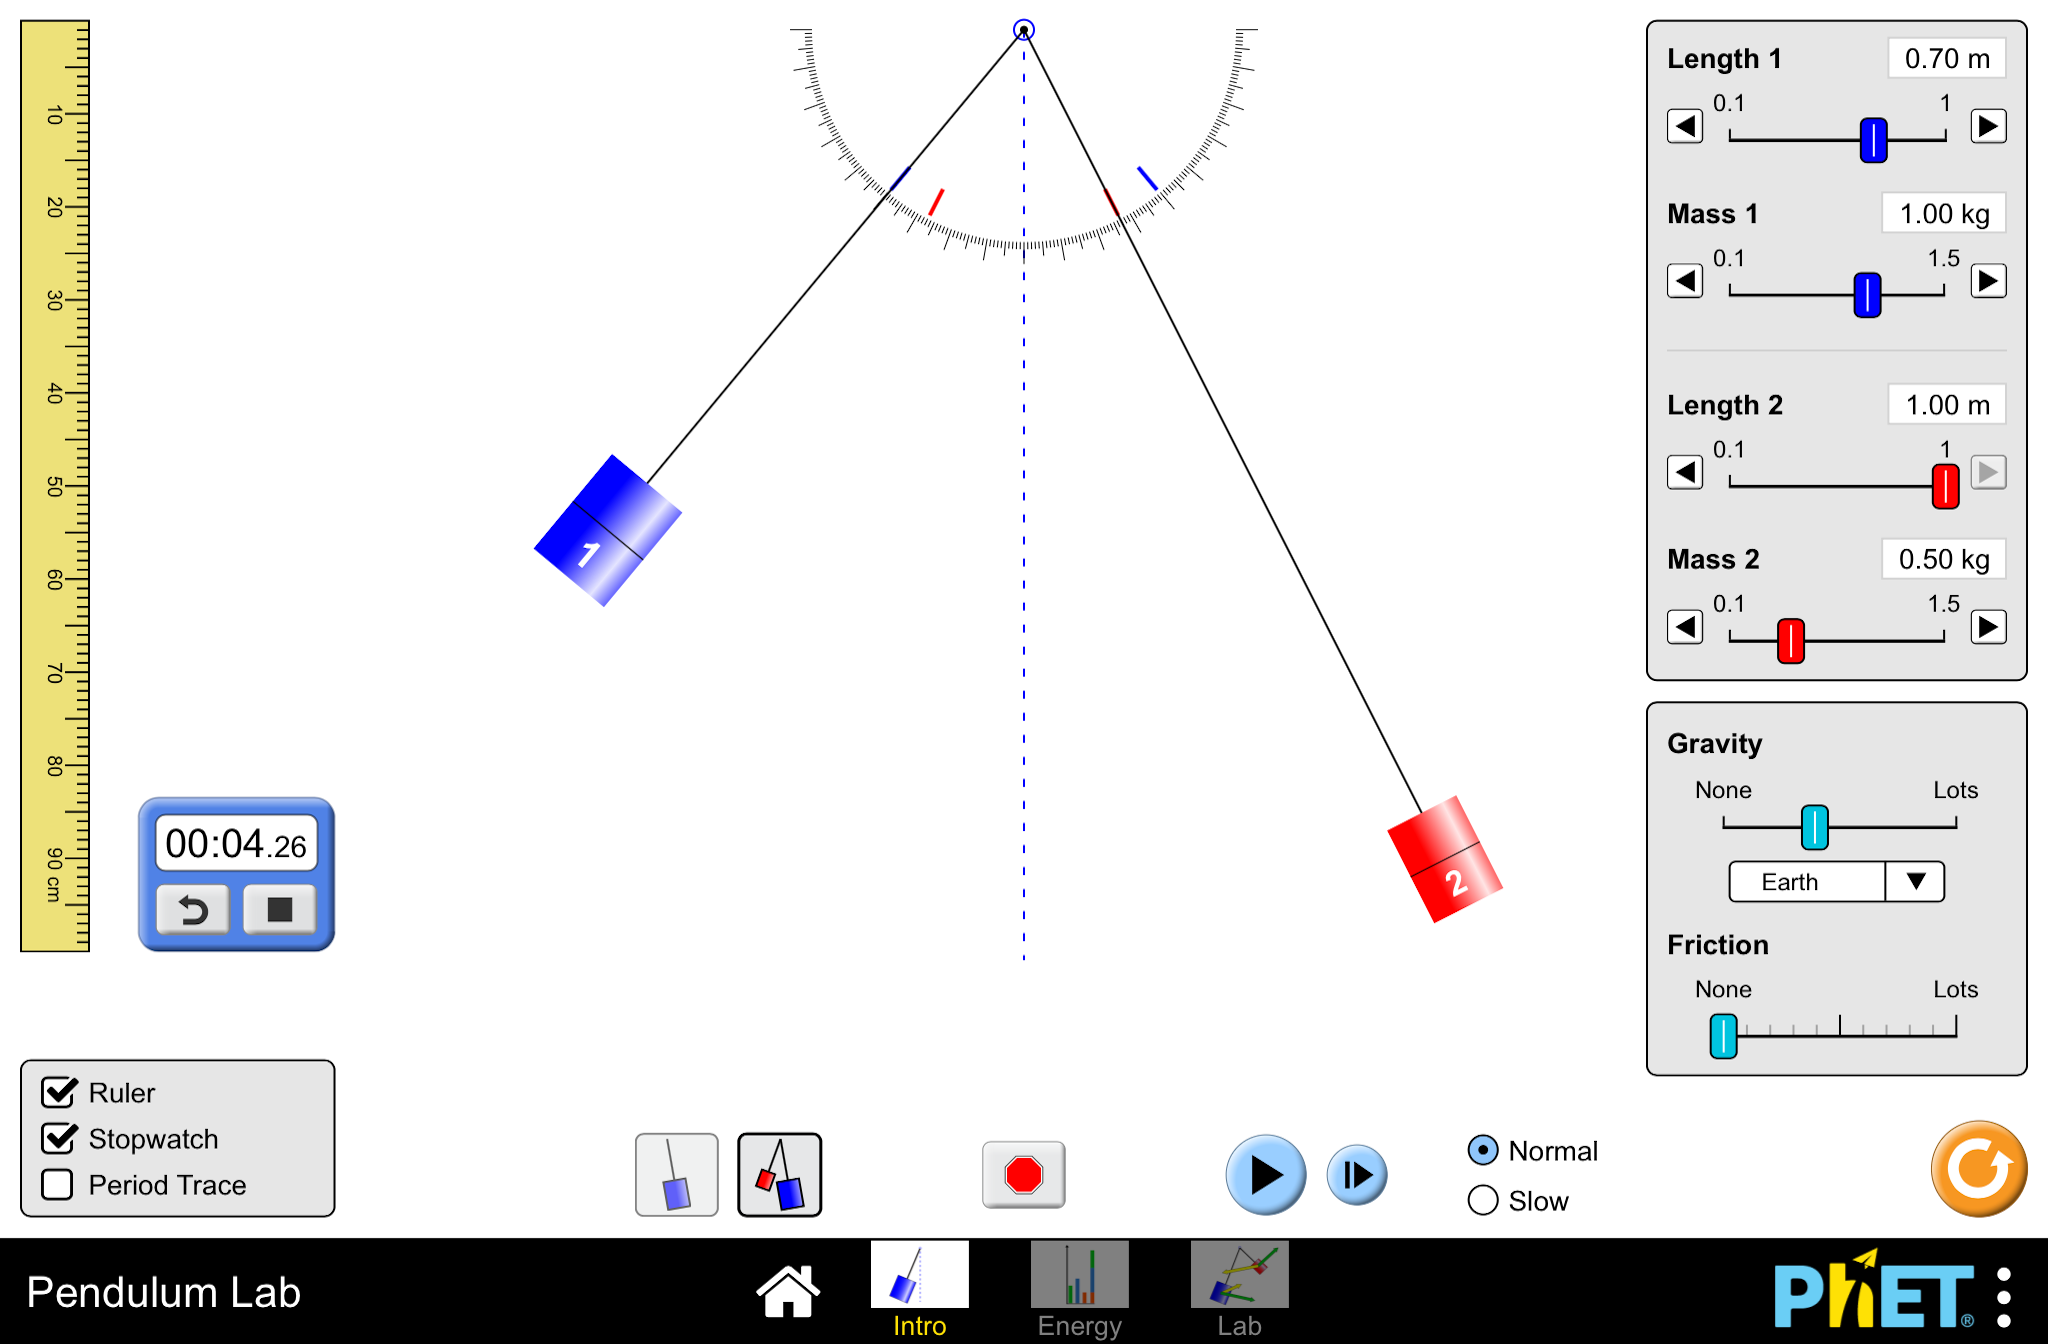 10
20
30
40
50
60
70
80
90 cm
1
2
00:04.26
Length 1
0.70 m
0.1
1
Mass 1
1.00 kg
0.1
1.5
Length 2
1.00 m
0.1
1
Mass 2
0.50 kg
0.1
1.5
Gravity
None
Lots
Earth
Friction
None
Lots
Ruler
Stopwatch
Period Trace
Normal
Slow
Pendulum Lab
Intro
Energy
Lab
PhET®